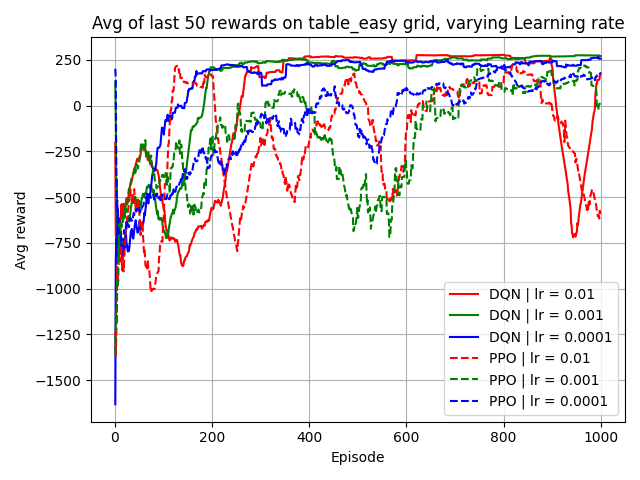 Avg of last 50 rewards on table_easy grid, varying Learning rate
250
0
−250
−500
−750
−1000
−1250
−1500
Avg reward
DQN | lr = 0.01
DQN | lr = 0.001
DQN | lr = 0.0001
PPO | lr = 0.01
PPO | lr = 0.001
PPO | lr = 0.0001
0 200 400 600 800 1000
Episode